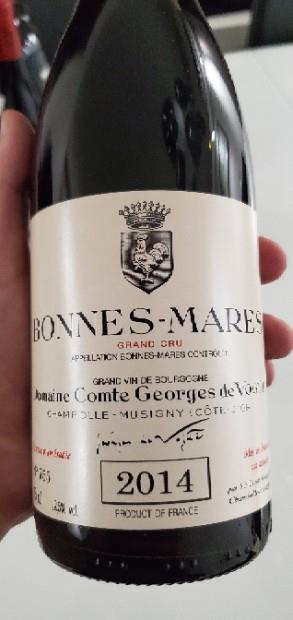 BONNES-MARES
GRAND CRU
APPELLATION BONNES-MARES CONTRÔLÉE
GRAND VIN DE BOURGOGNE
Domaine Comte Georges de
CHAMBOLLE-MUSIGNY (CÔTE-D'OR)
2014
PRODUCT OF FRANCE